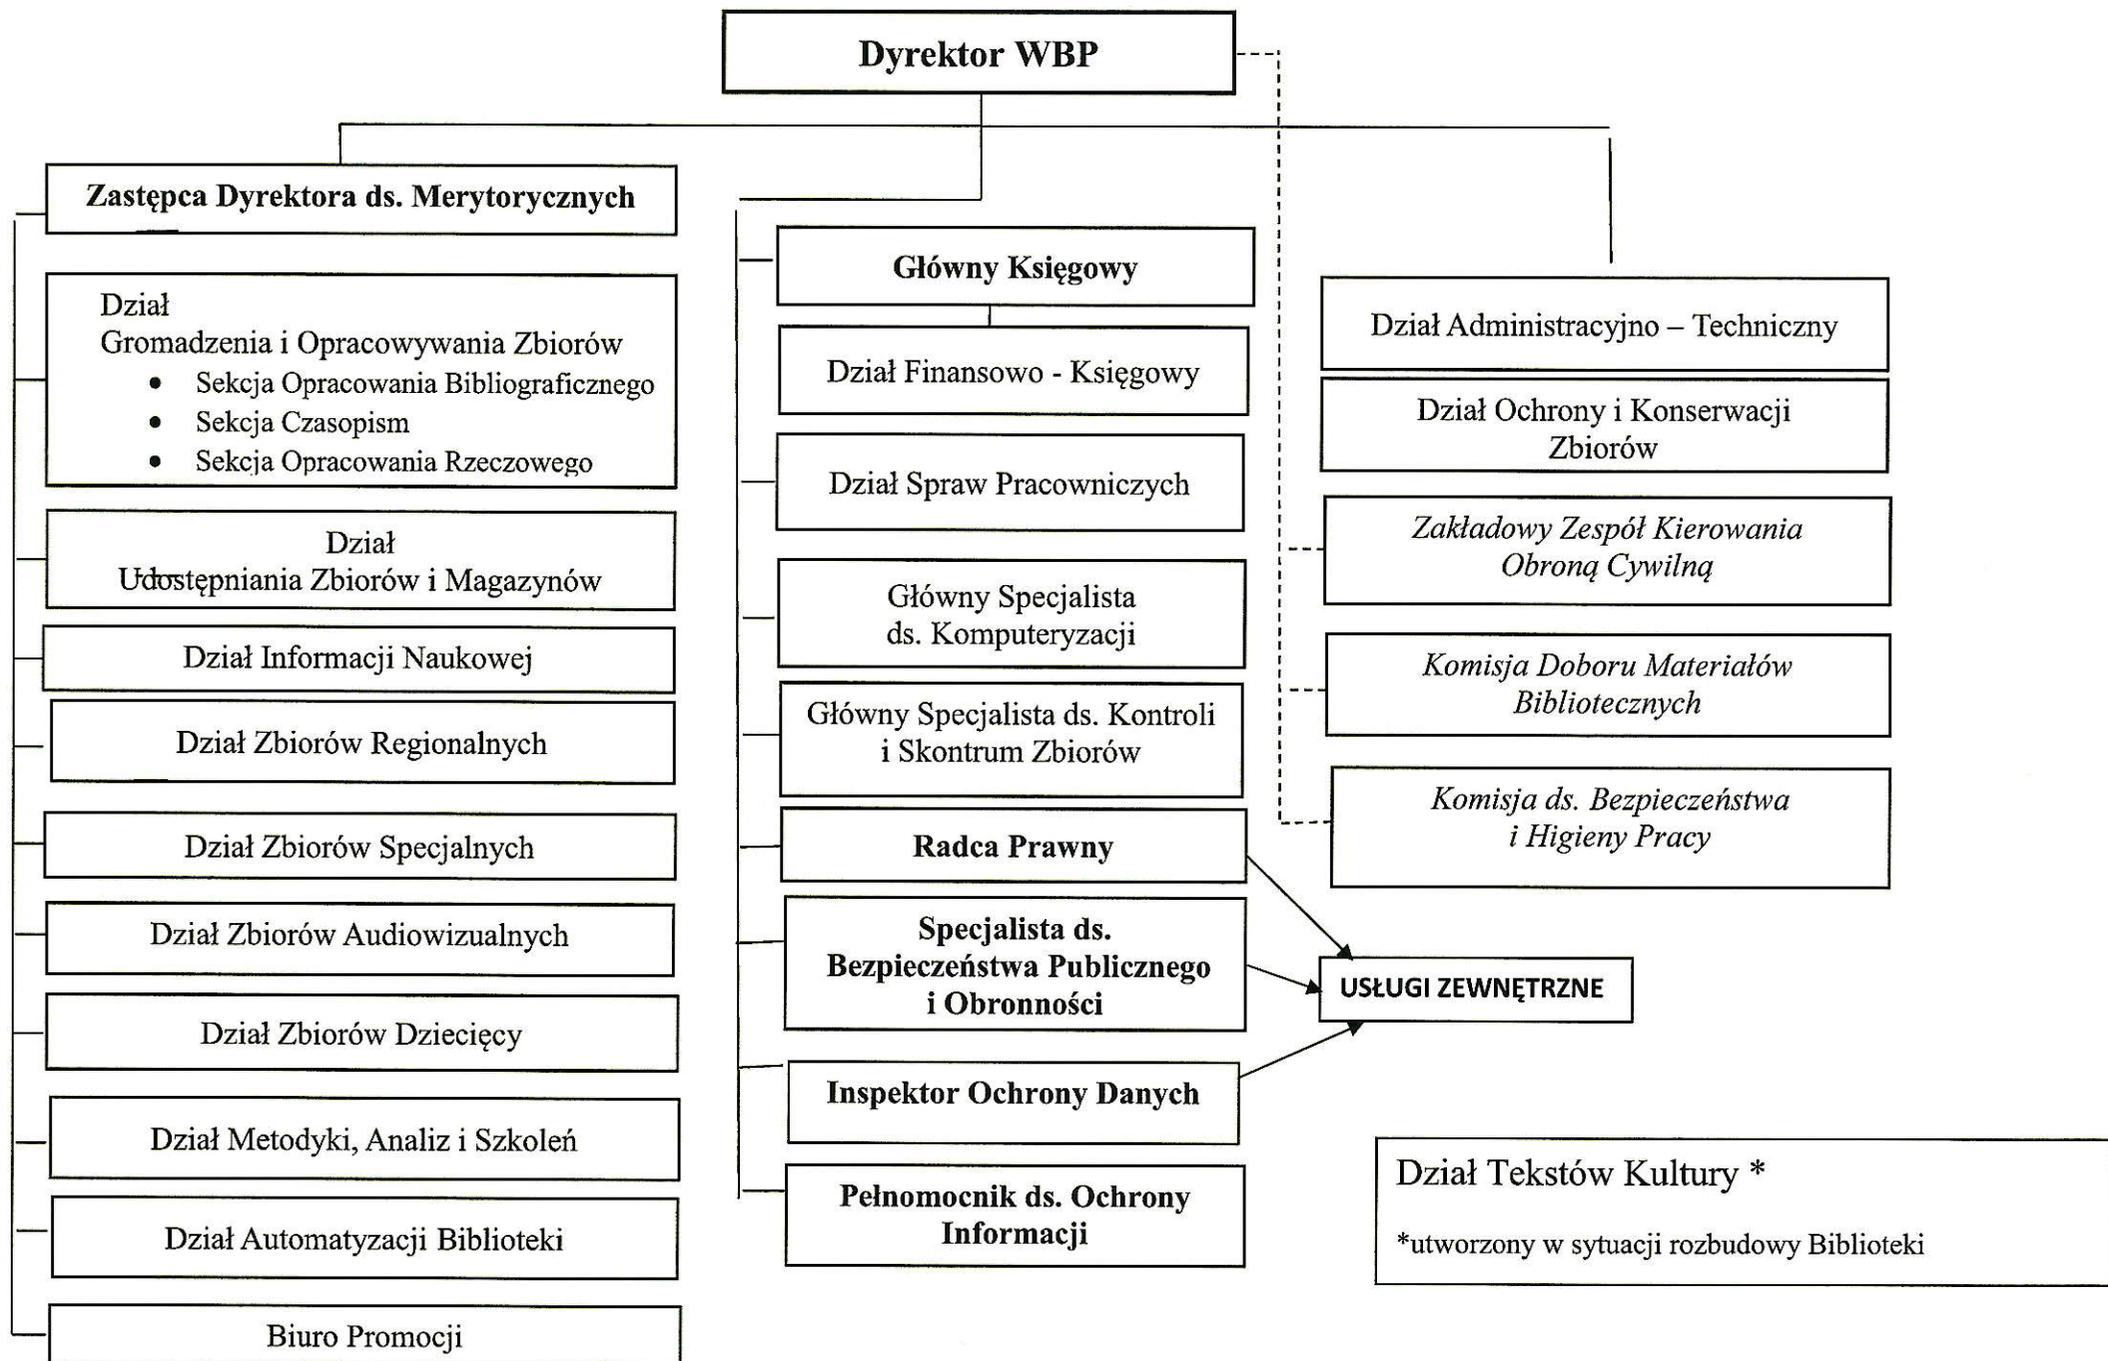 Dyrektor WBP
Zastępca Dyrektora ds. Merytorycznych
Dział
Gromadzenia i Opracowywania Zbiorów
• Sekcja Opracowania Bibliograficznego
• Sekcja Czasopism
• Sekcja Opracowania Rzeczowego
Dział
Udostępniania Zbiorów i Magazynów
Dział Informacji Naukowej
Dział Zbiorów Regionalnych
Dział Zbiorów Specjalnych
Dział Zbiorów Audiowizualnych
Dział Zbiorów Dziecięcy
Dział Metodyki, Analiz i Szkoleń
Dział Automatyzacji Biblioteki
Biuro Promocji
Główny Księgowy
Dział Finansowo - Księgowy
Dział Spraw Pracowniczych
Główny Specjalista
ds. Komputeryzacji
Główny Specjalista ds. Kontroli
i Skontrum Zbiorów
Radca Prawny
Specjalista ds.
Bezpieczeństwa Publicznego
i Obronności
Inspektor Ochrony Danych
Pełnomocnik ds. Ochrony
Informacji
Dział Administracyjno – Techniczny
Dział Ochrony i Konserwacji
Zbiorów
Zakładowy Zespół Kierowania
Obroną Cywilną
Komisja Doboru Materiałów
Bibliotecznych
Komisja ds. Bezpieczeństwa
i Higieny Pracy
USŁUGI ZEWNĘTRZNE
Dział Tekstów Kultury *
*utworzony w sytuacji rozbudowy Biblioteki